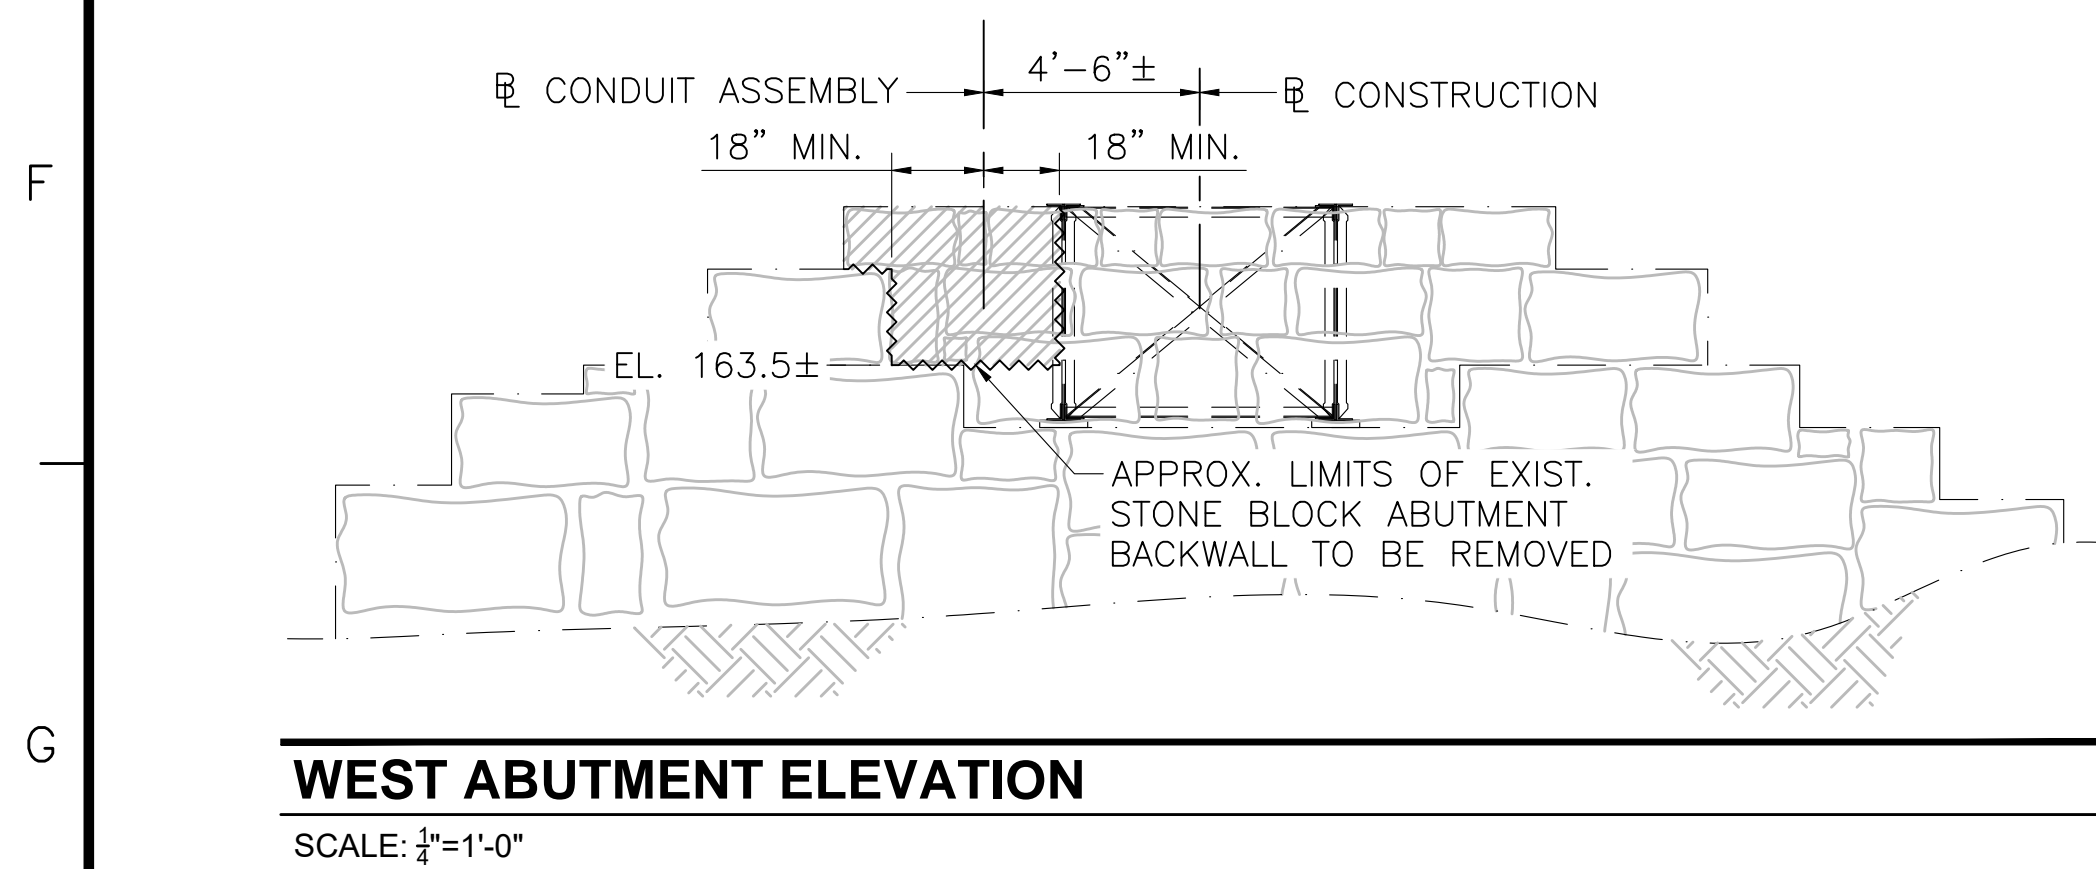 4'-6"±
℄ CONDUIT ASSEMBLY
℄ CONSTRUCTION
18" MIN.
18" MIN.
F
EL. 163.5±
APPROX. LIMITS OF EXIST.
STONE BLOCK ABUTMENT
BACKWALL TO BE REMOVED
G
WEST ABUTMENT ELEVATION
SCALE: 1/4"=1'-0"